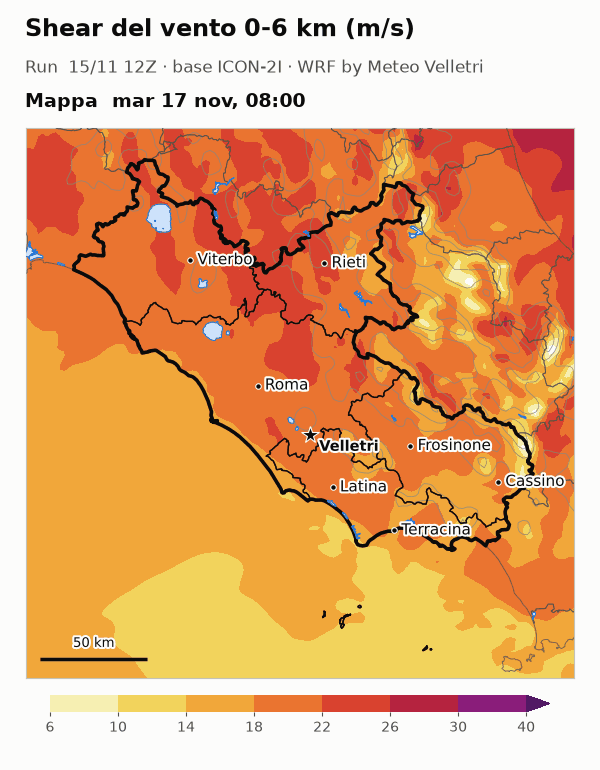 Shear del vento 0-6 km (m/s)
Run  15/11 12Z · base ICON-2I · WRF by Meteo Velletri
Mappa  mar 17 nov, 08:00
Viterbo
Rieti
Roma
Velletri
Frosinone
Cassino
Latina
Terracina
50 km
6 10 14 18 22 26 30 40